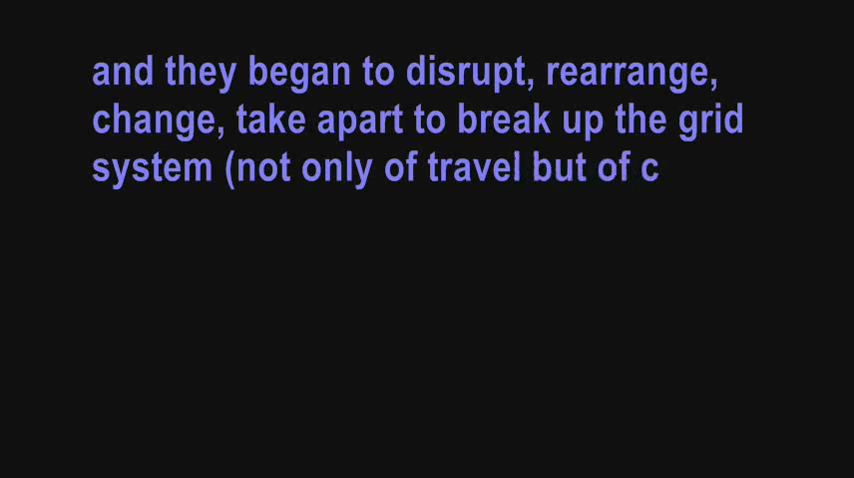 and they began to disrupt, rearrange,
change, take apart to break up the grid
system (not only of travel but of c